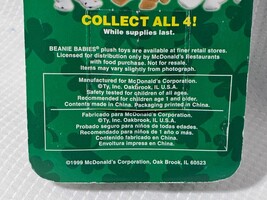 COLLECT ALL 4!
While supplies last.
BEANIE BABIES® plush toys are available at finer retail stores.
Licensed for distribution only by McDonald's Restaurants
with food purchase. Not for resale.
Items may vary slightly from photograph.
Manufactured for McDonald's Corporation.
©Ty, Inc. Oakbrook, IL U.S.A.
Safety tested for children of all ages.
Recommended for children age 1 and older.
Contents made in China. Packaging printed in China.
Fabricado para McDonald's Corporation.
©Ty, Inc. Oakbrook, IL U.S.A.
Probado seguro para niños de todas edades.
Recomendado para niños de 1 año o más.
Contenido fabricado en China.
Envoltura impresa en China.
©1999 McDonald's Corporation, Oak Brook, IL 60523